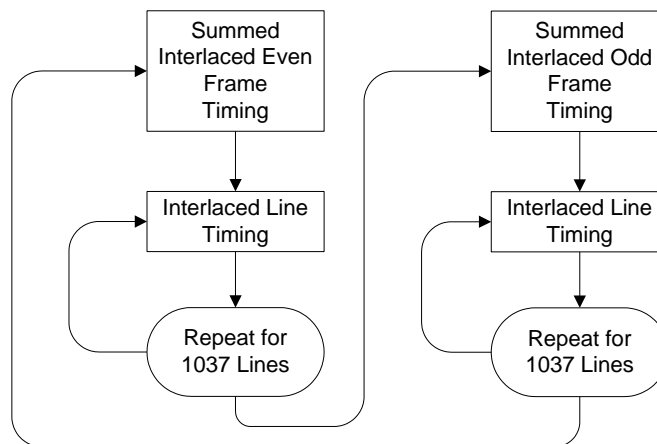 Summed
Interlaced Even
Frame
Timing
Interlaced Line
Timing
Repeat for
1037 Lines
Summed
Interlaced Odd
Frame
Timing
Interlaced Line
Timing
Repeat for
1037 Lines